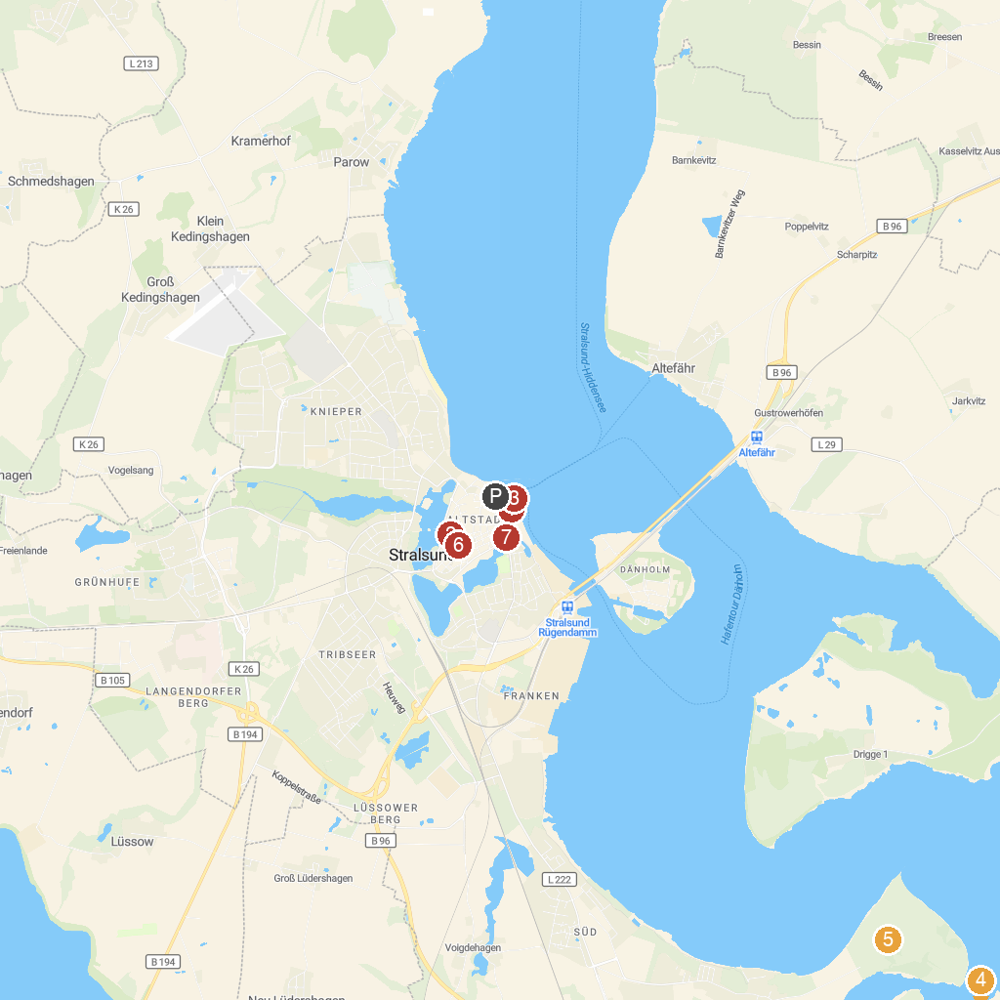 Bessin
Breesen
L 213
Bessin
Kramerhof
Parow
Barnkevitz
Kasselvitz Aus
Schmedshagen
K 26
Barnkevitzer Weg
Klein
Kedingshagen
Poppelvitz
B 96
Scharpitz
Groß
Kedingshagen
Stralsund-Hiddensee
Altefähr
B 96
Jarkvitz
KNIEPER
Gustrowerhöfen
K 26
L 29
Altefähr
Vogelsang
hagen
P
3
ALTSTAD
7
6
Freienlande
Stralsund
DÄNHOLM
GRÜNHUFE
Hafentour Dänholm
Stralsund
Rügendamm
TRIBSEER
K 26
B 105
LANGENDORFER
BERG
Heuweg
FRANKEN
endorf
B 194
Drigge 1
Koppelstraße
LÜSSOWER
BERG
Lüssow
B 96
Groß Lüdershagen
L 222
SÜD
5
Voigdehagen
B 194
4
Neu Lüdershagen